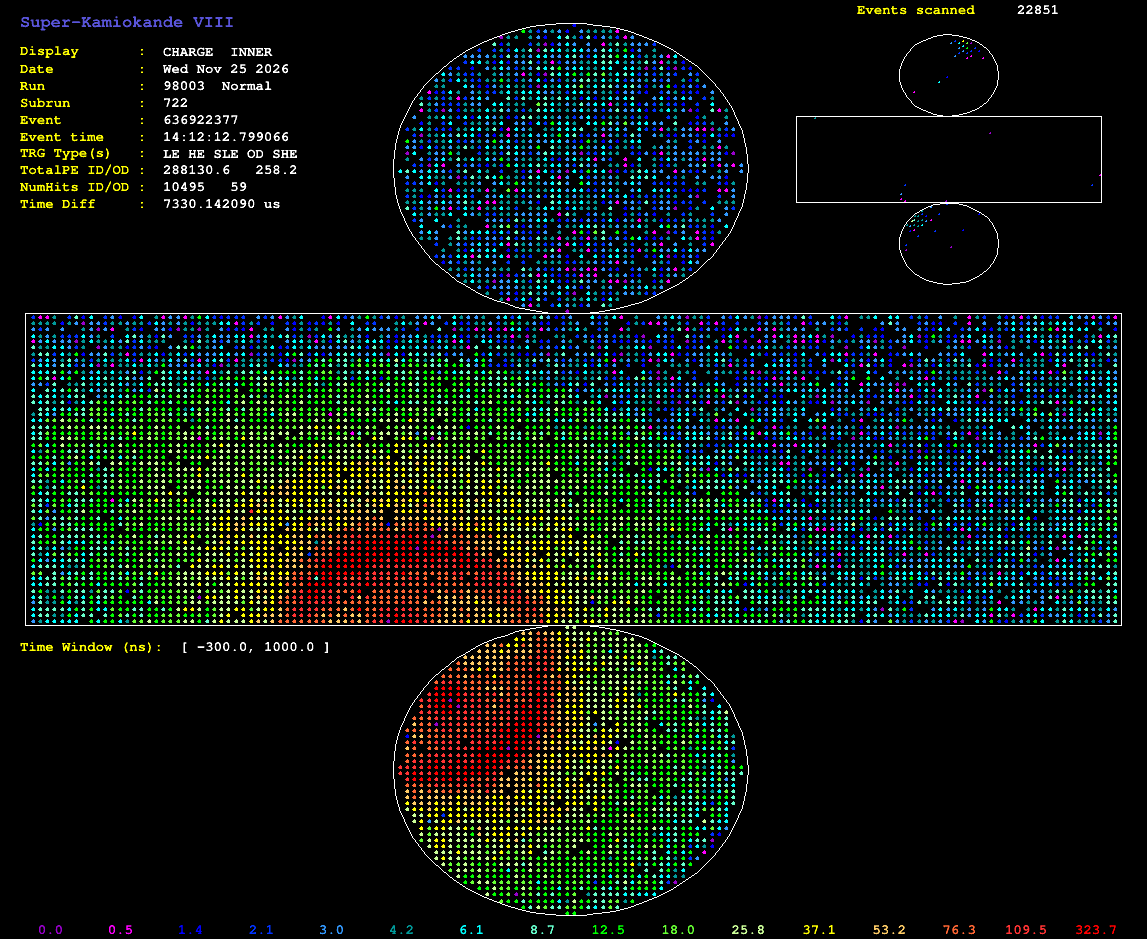 Super-Kamiokande VIII
Events scanned 22851
Display : CHARGE INNER
Date : Wed Nov 25 2026
Run : 98003 Normal
Subrun : 722
Event : 636922377
Event time : 14:12:12.799066
TRG Type(s) : LE HE SLE OD SHE
TotalPE ID/OD : 288130.6 258.2
NumHits ID/OD : 10495 59
Time Diff : 7330.142090 us
Time Window (ns): [ -300.0, 1000.0 ]
0.0 0.5 1.4 2.1 3.0 4.2 6.1 8.7 12.5 18.0 25.8 37.1 53.2 76.3 109.5 323.7